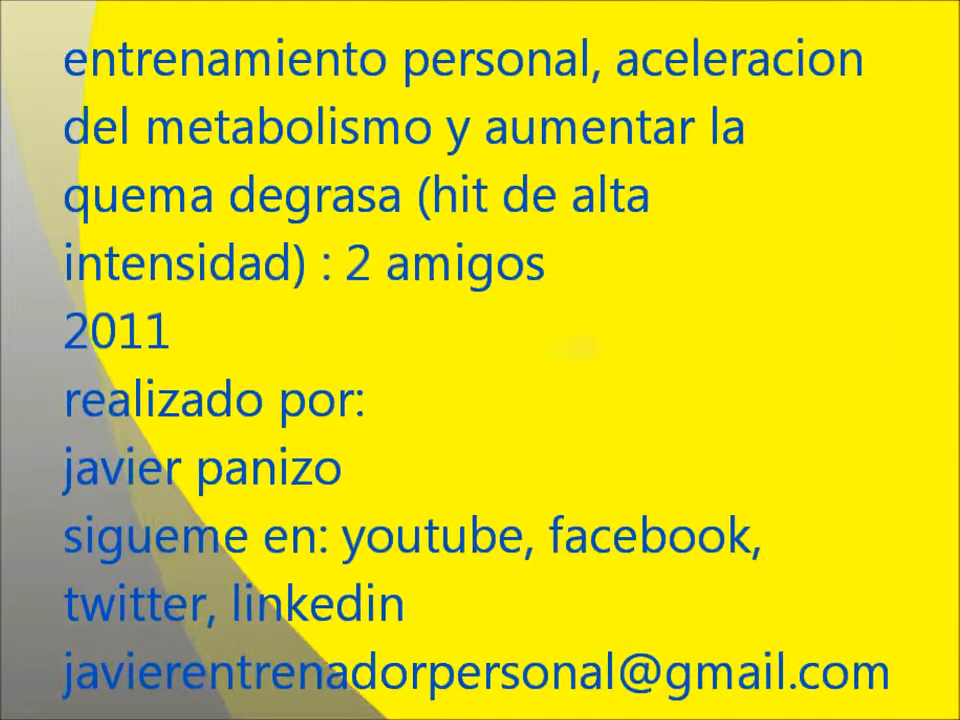 entrenamiento personal, aceleracion
del metabolismo y aumentar la
quema degrasa (hit de alta
intensidad) : 2 amigos
2011
realizado por:
javier panizo
sigueme en: youtube, facebook,
twitter, linkedin
javierentrenadorpersonal@gmail.com